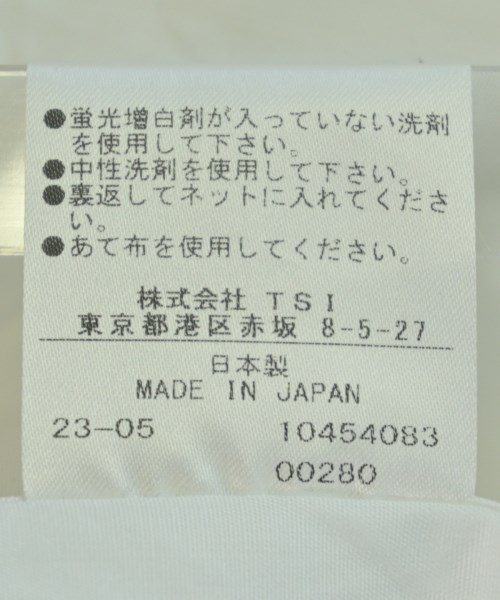 ●蛍光増白剤が入っていない洗剤
を使用して下さい。
●中性洗剤を使用して下さい。
●裏返してネットに入れてくださ
い。
●あて布を使用してください。
株式会社 TSI
東京都港区赤坂 8-5-27
日本製
MADE IN JAPAN
23-05 10454083
00280